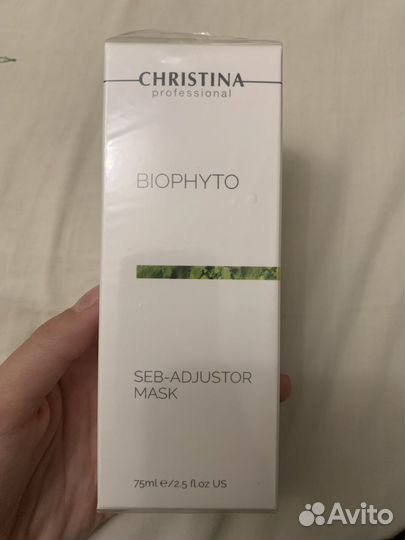 CHRISTINA
professional
BIOPHYTO
SEB-ADJUSTOR
MASK
75ml e/2.5 fl.oz US
Avito